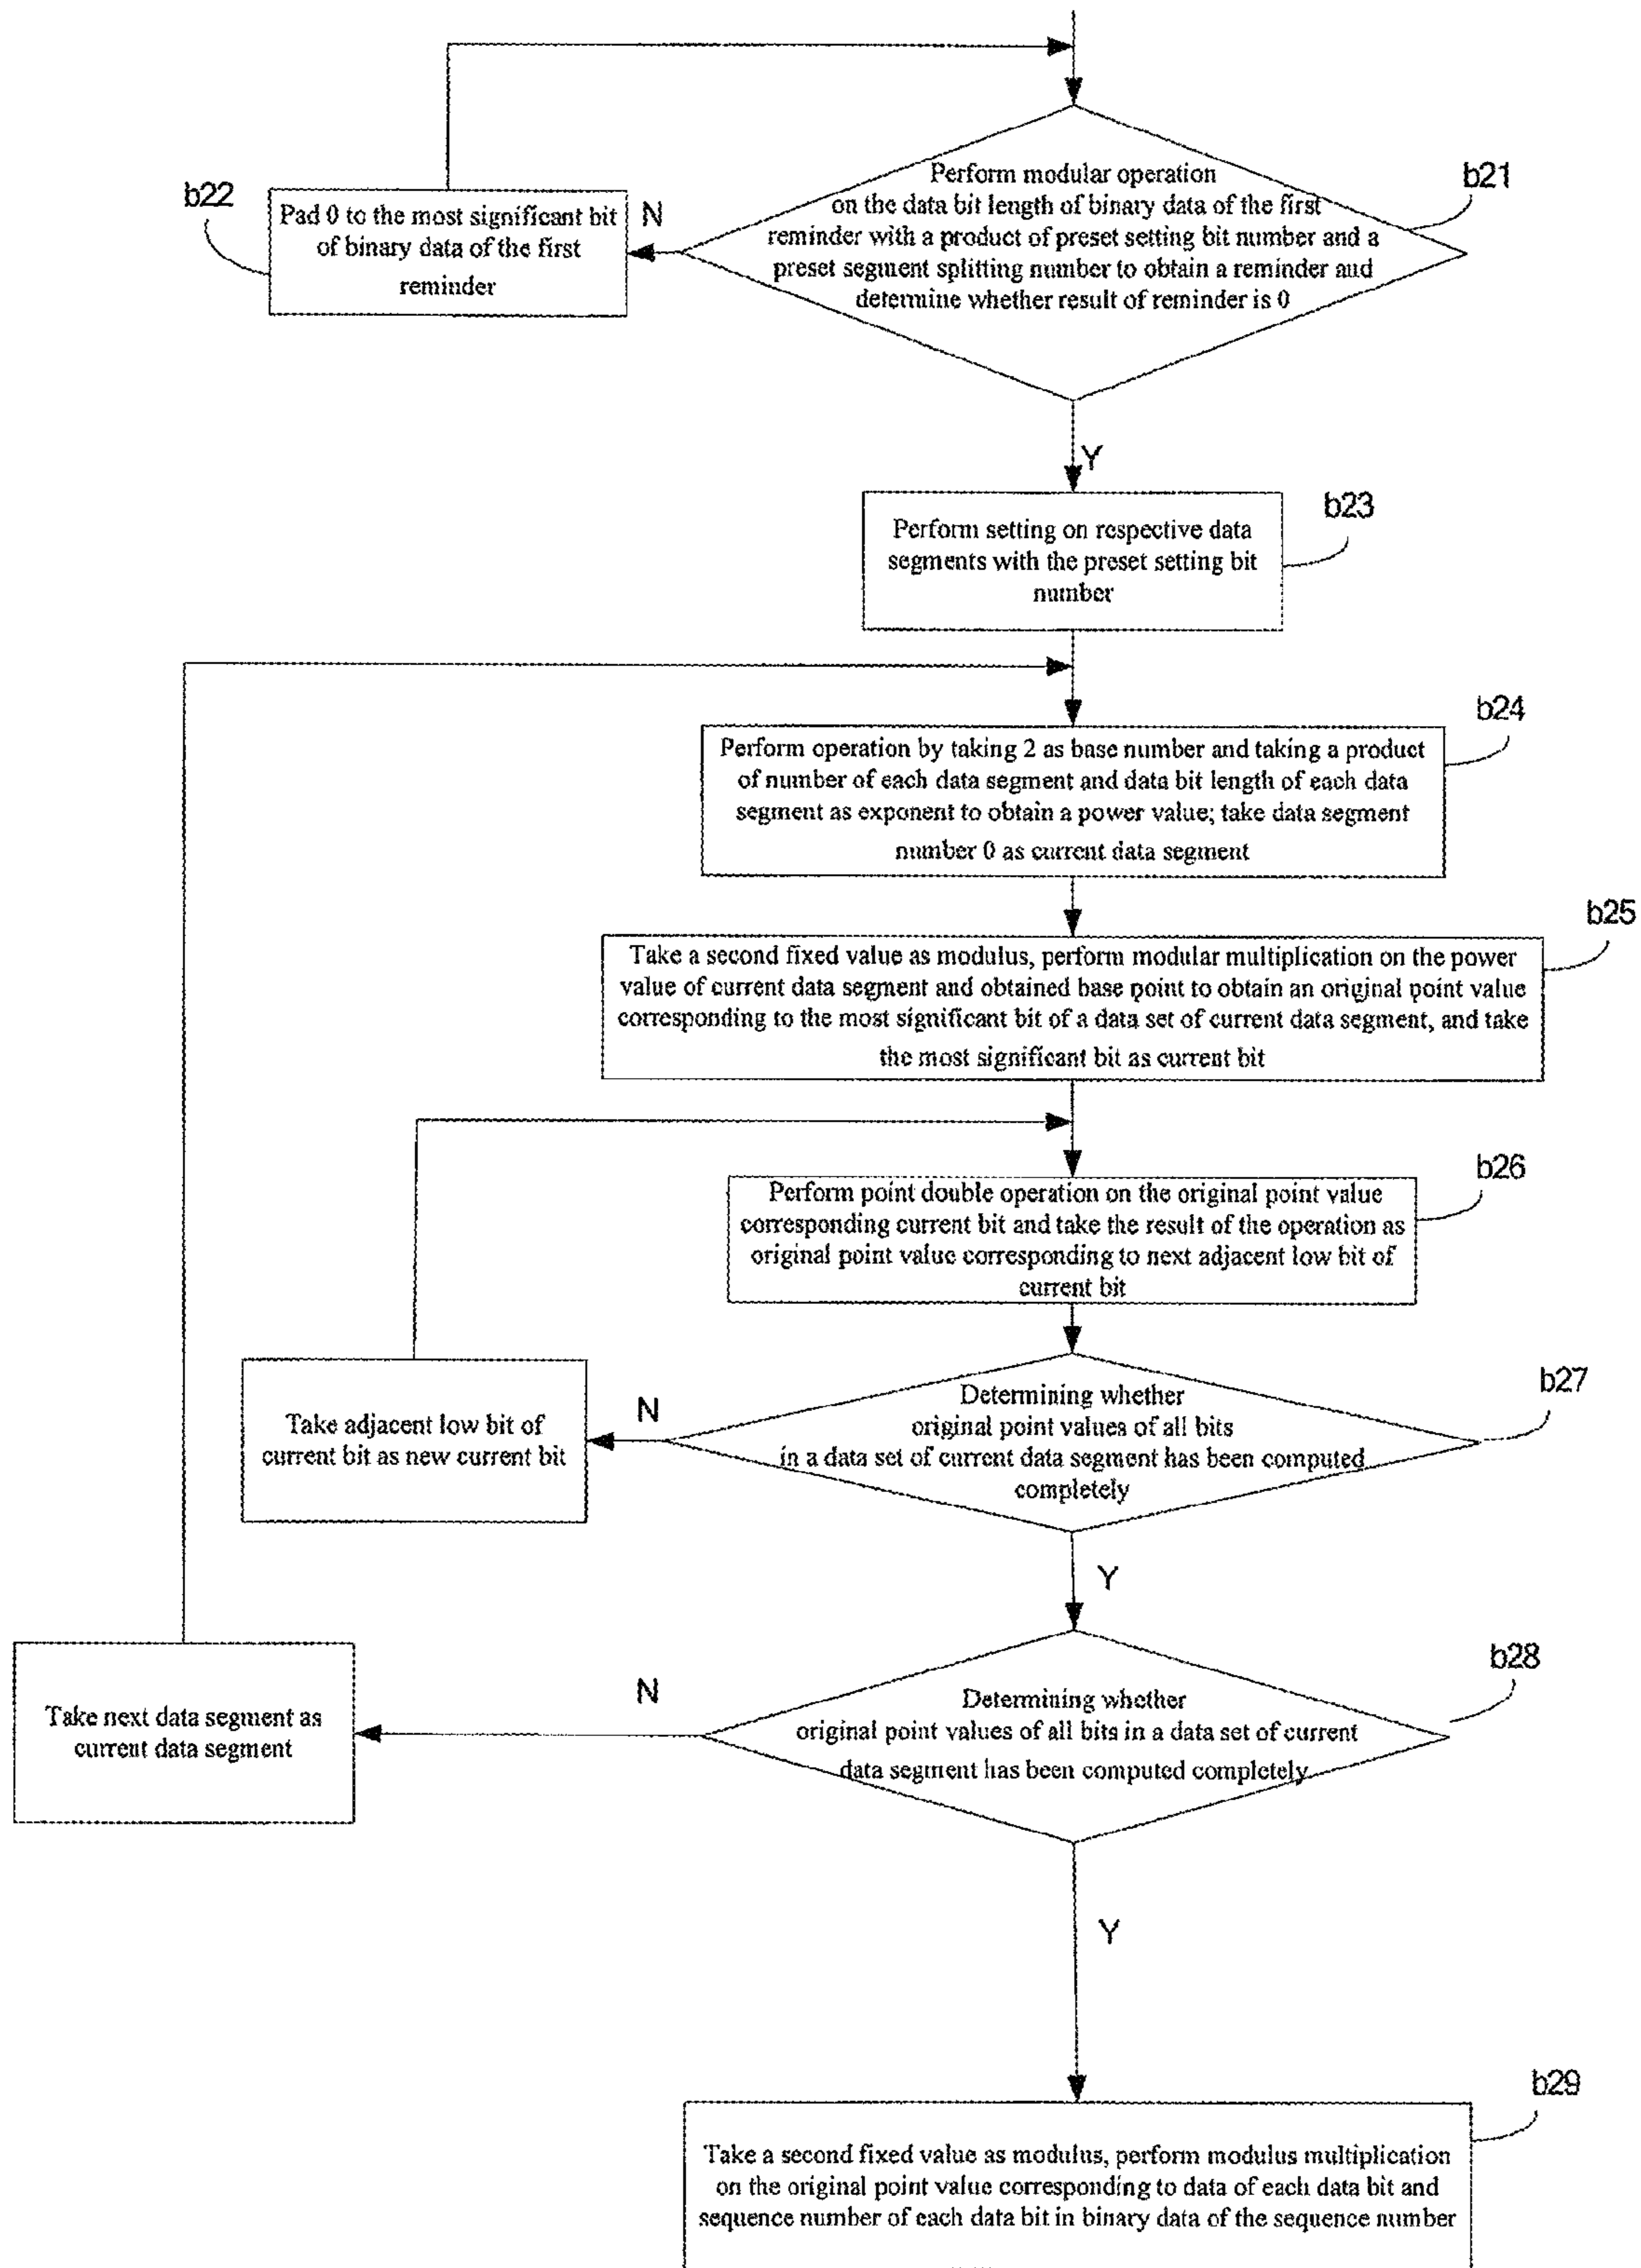 b21
Perform modular operation
on the data bit length of binary data of the first
reminder with a product of preset setting bit number and a
preset segment splitting number to obtain a reminder and
determine whether result of reminder is 0
b22
Pad 0 to the most significant bit
of binary data of the first
reminder
N
Y
b23
Perform setting on respective data
segments with the preset setting bit
number
b24
Perform operation by taking 2 as base number and taking a product
of number of each data segment and data bit length of each data
segment as exponent to obtain a power value; take data segment
number 0 as current data segment
b25
Take a second fixed value as modulus, perform modular multiplication on the power
value of current data segment and obtained base point to obtain an original point value
corresponding to the most significant bit of a data set of current data segment, and take
the most significant bit as current bit
b26
Perform point double operation on the original point value
corresponding current bit and take the result of the operation as
original point value corresponding to next adjacent low bit of
current bit
b27
Determining whether
original point values of all bits
in a data set of current data segment has been computed
completely
N
Take adjacent low bit of
current bit as new current bit
Y
b28
Determining whether
original point values of all bits in a data set of current
data segment has been computed completely
N
Take next data segment as
current data segment
Y
b29
Take a second fixed value as modulus, perform modulus multiplication
on the original point value corresponding to data of each data bit and
sequence number of each data bit in binary data of the sequence number